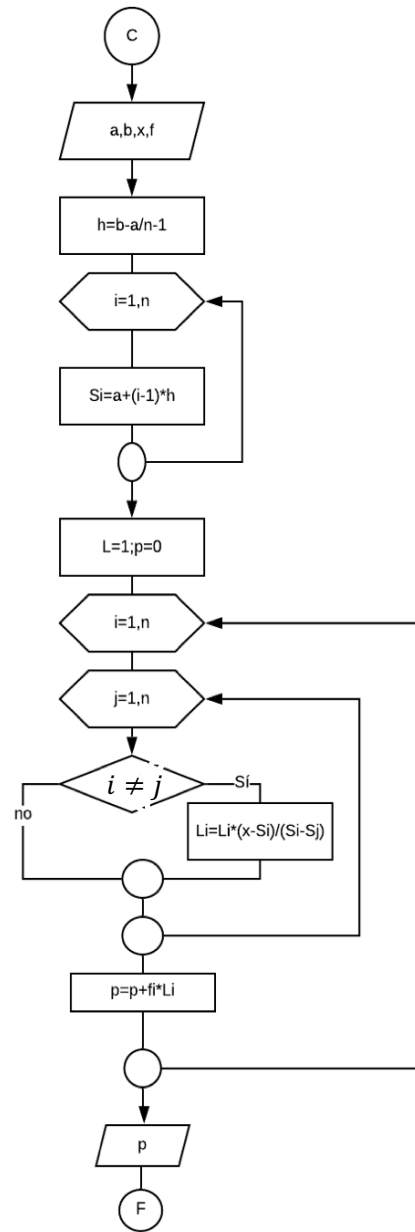 C
a,b,x,f
h=b-a/n-1
i=1,n
Si=a+(i-1)*h
L=1;p=0
i=1,n
j=1,n
i ≠ j
Sí
no
Li=Li*(x-Si)/(Si-Sj)
p=p+fi*Li
p
F